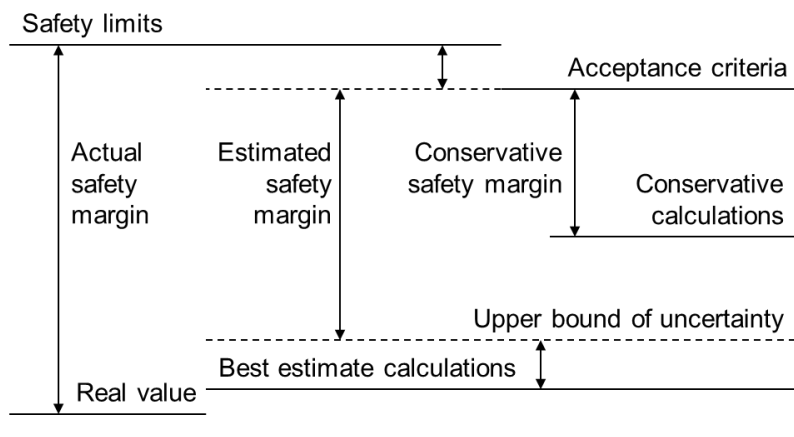 Safety limits
Acceptance criteria
Actual
safety
margin
Estimated
safety
margin
Conservative
safety margin
Conservative
calculations
Upper bound of uncertainty
Best estimate calculations
Real value